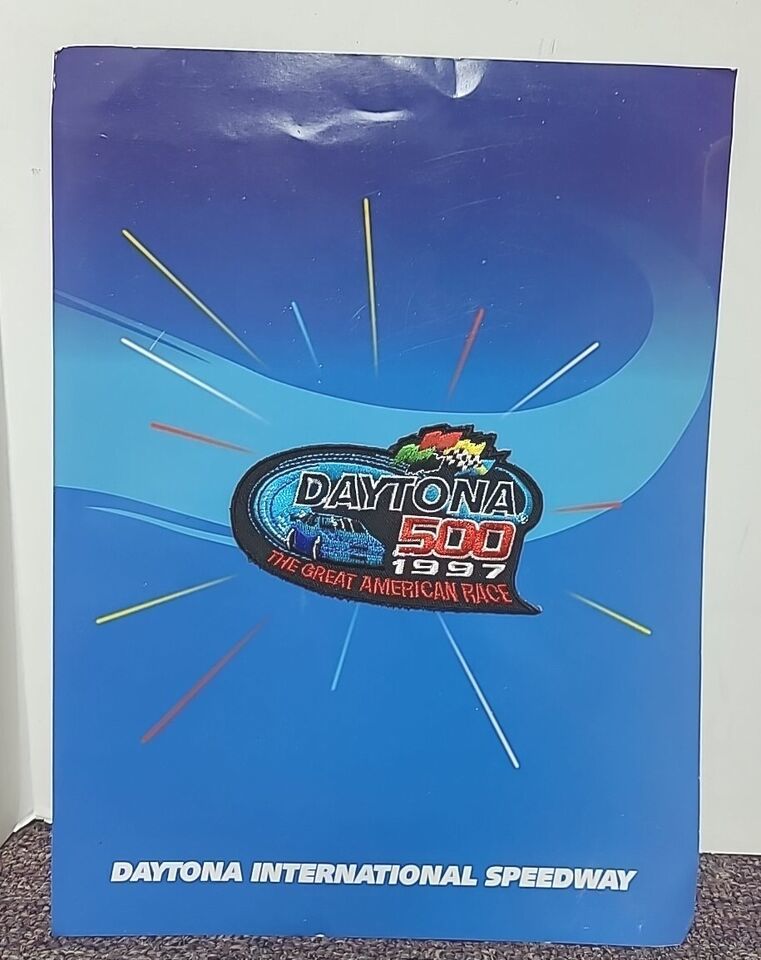 DAYTONA
500
1997
THE GREAT AMERICAN RACE
DAYTONA INTERNATIONAL SPEEDWAY